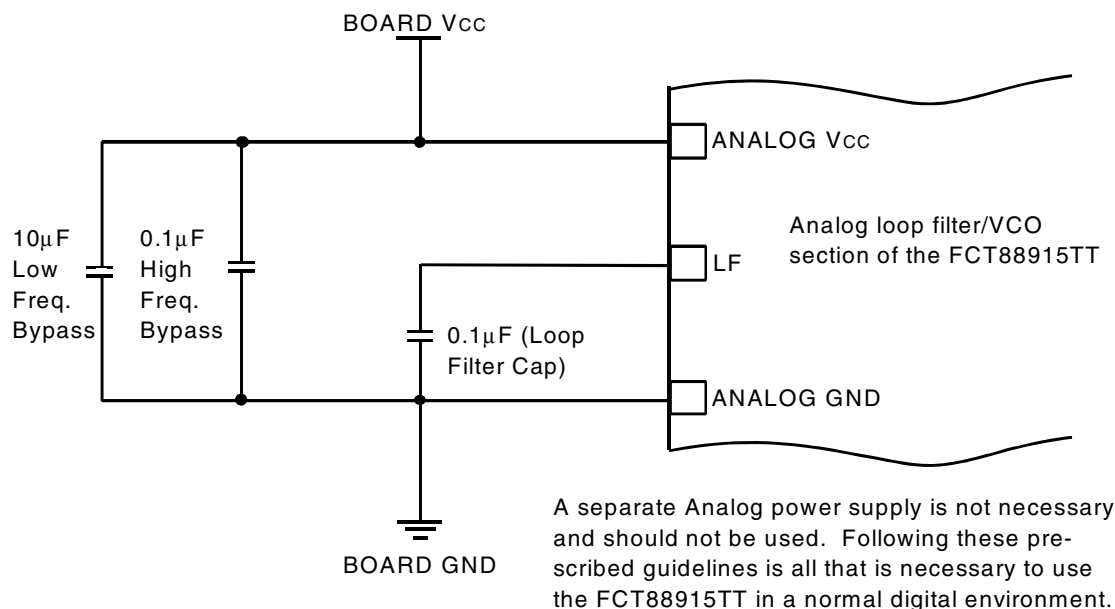 BOARD VCC
ANALOG VCC
10μF
Low
Freq.
Bypass
0.1μF
High
Freq.
Bypass
Analog loop filter/VCO
section of the FCT88915TT
LF
0.1μF (Loop
Filter Cap)
ANALOG GND
BOARD GND
A separate Analog power supply is not necessary
and should not be used.  Following these pre-
scribed guidelines is all that is necessary to use
the FCT88915TT in a normal digital environment.